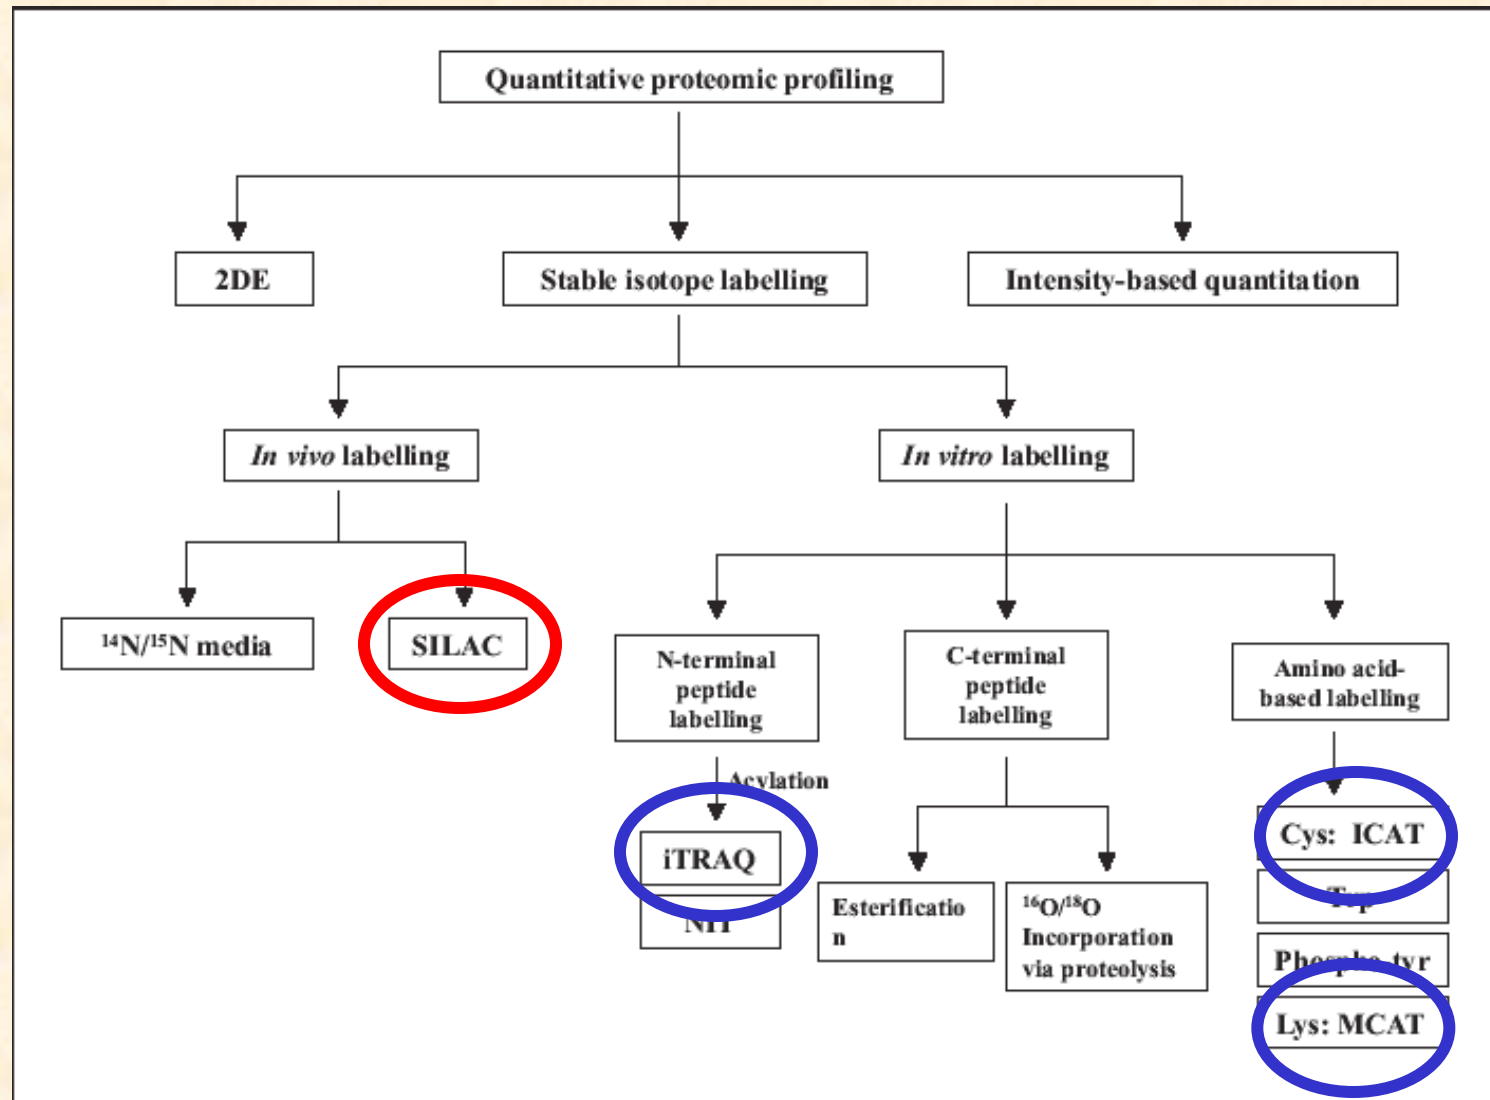 Quantitative proteomic profiling
2DE
Stable isotope labelling
Intensity-based quantitation
In vivo labelling
In vitro labelling
¹⁴N/¹⁵N media
SILAC
N-terminal
peptide
labelling
C-terminal
peptide
labelling
Amino acid-
based labelling
Acylation
iTRAQ
Esterificatio
n
¹⁶O/¹⁸O
Incorporation
via proteolysis
Cys: ICAT
Phospho-tyr
Lys: MCAT